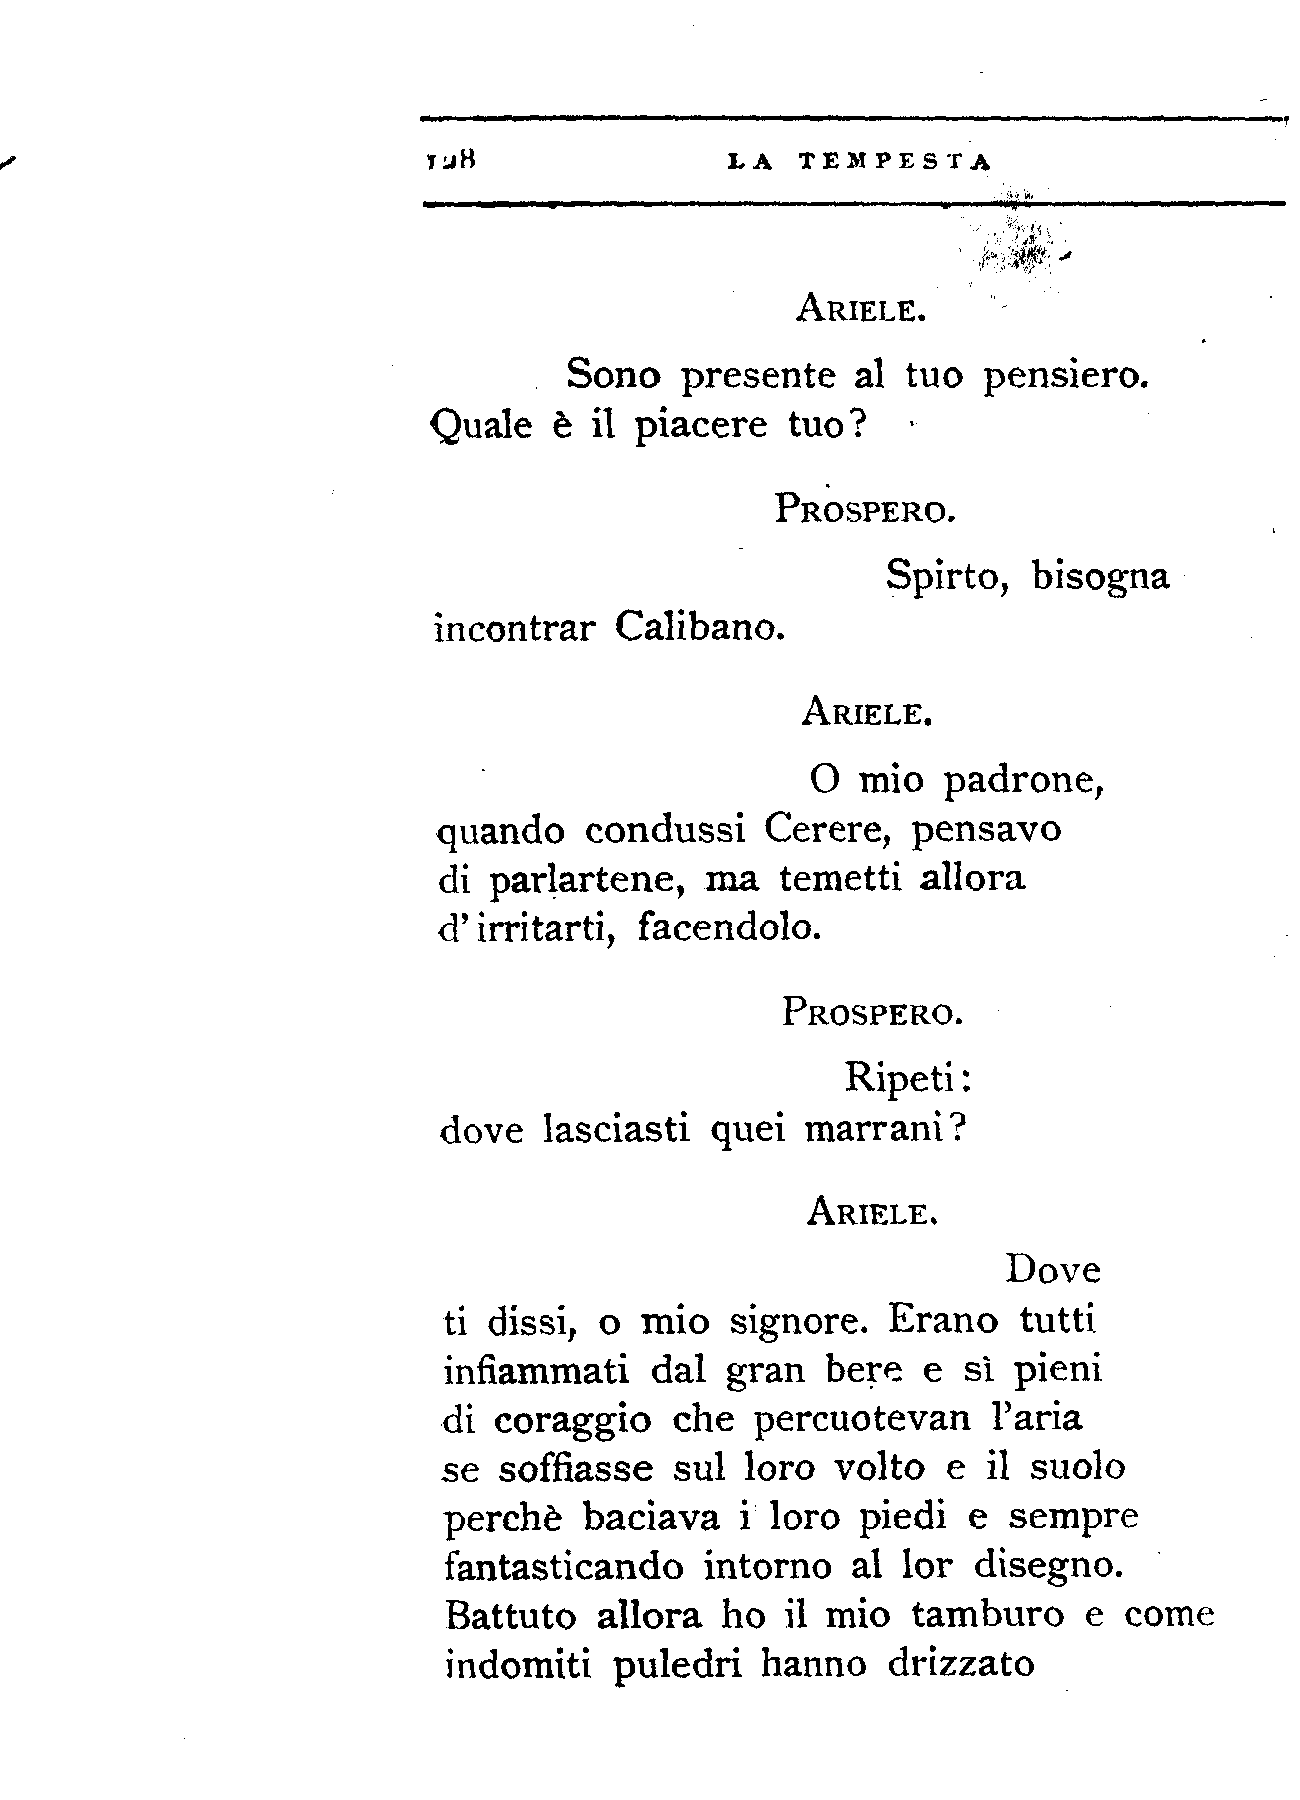 LA TEMPESTA
ARIELE.
Sono presente al tuo pensiero.
Quale è il piacere tuo?
PROSPERO.
Spirto, bisogna
incontrar Calibano.
ARIELE.
O mio padrone,
quando condussi Cerere, pensavo
di parlartene, ma temetti allora
d' irritarti, facendolo.
PROSPERO.
Ripeti:
dove lasciasti quei marrani?
ARIELE.
Dove
ti dissi, o mio signore. Erano tutti
infiammati dal gran bere e sì pieni
di coraggio che percuotevan l'aria
se soffiasse sul loro volto e il suolo
perchè baciava i loro piedi e sempre
fantasticando intorno al lor disegno.
Battuto allora ho il mio tamburo e come
indomiti puledri hanno drizzato